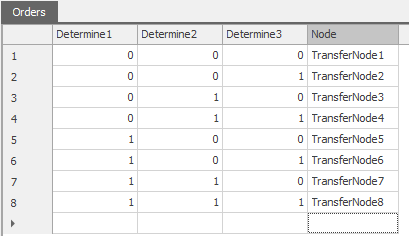 Orders
Determine1 Determine2 Determine3 Node
1 0 0 0 TransferNode1
2 0 0 1 TransferNode2
3 0 1 0 TransferNode3
4 0 1 1 TransferNode4
5 1 0 0 TransferNode5
6 1 0 1 TransferNode6
7 1 1 0 TransferNode7
8 1 1 1 TransferNode8